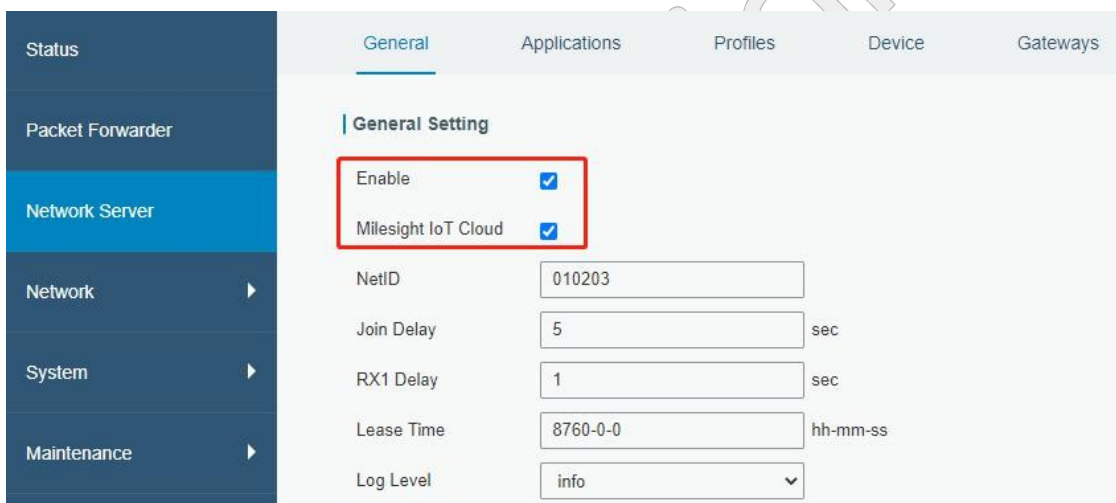 Status
Packet Forwarder
Network Server
Network
System
Maintenance
General Applications Profiles Device Gateways
General Setting
Enable
Milesight IoT Cloud
NetID 010203
Join Delay 5 sec
RX1 Delay 1 sec
Lease Time 8760-0-0 hh-mm-ss
Log Level info